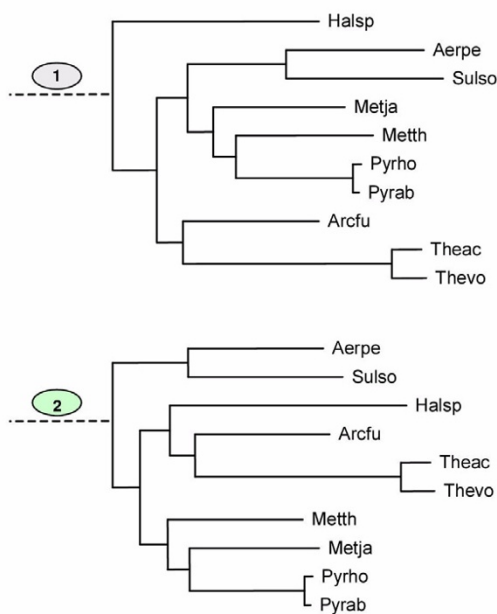 Halsp
Aerpe
1
Sulso
Metja
Metth
Pyrho
Pyrab
Arcfu
Theac
Thevo
Aerpe
Sulso
2
Halsp
Arcfu
Theac
Thevo
Metth
Metja
Pyrho
Pyrab